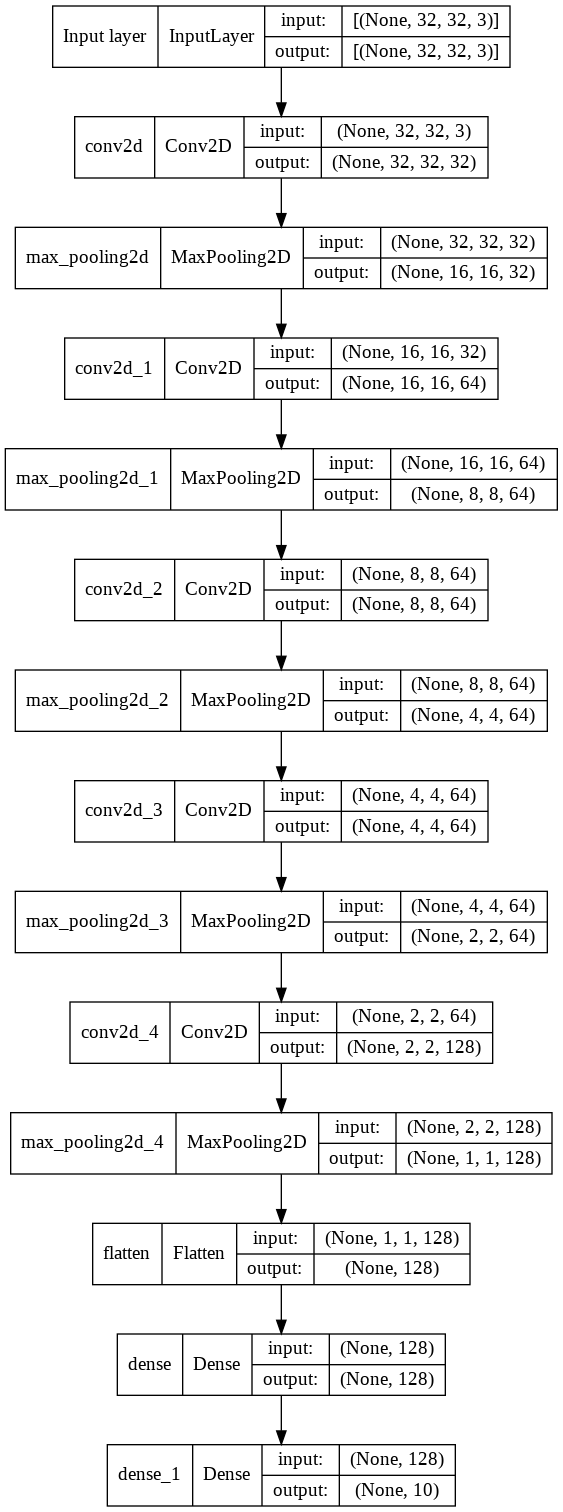 Input layer InputLayer input: [(None, 32, 32, 3)]
output: [(None, 32, 32, 3)]
conv2d Conv2D input: (None, 32, 32, 3)
output: (None, 32, 32, 32)
max_pooling2d MaxPooling2D input: (None, 32, 32, 32)
output: (None, 16, 16, 32)
conv2d_1 Conv2D input: (None, 16, 16, 32)
output: (None, 16, 16, 64)
max_pooling2d_1 MaxPooling2D input: (None, 16, 16, 64)
output: (None, 8, 8, 64)
conv2d_2 Conv2D input: (None, 8, 8, 64)
output: (None, 8, 8, 64)
max_pooling2d_2 MaxPooling2D input: (None, 8, 8, 64)
output: (None, 4, 4, 64)
conv2d_3 Conv2D input: (None, 4, 4, 64)
output: (None, 4, 4, 64)
max_pooling2d_3 MaxPooling2D input: (None, 4, 4, 64)
output: (None, 2, 2, 64)
conv2d_4 Conv2D input: (None, 2, 2, 64)
output: (None, 2, 2, 128)
max_pooling2d_4 MaxPooling2D input: (None, 2, 2, 128)
output: (None, 1, 1, 128)
flatten Flatten input: (None, 1, 1, 128)
output: (None, 128)
dense Dense input: (None, 128)
output: (None, 128)
dense_1 Dense input: (None, 128)
output: (None, 10)